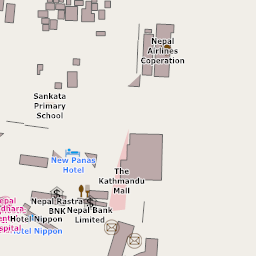 Nepal
Airlines
Coperation
Sankata
Primary
School
New Panas
Hotel
The
Kathmandu
Mall
Nepal Rastra
BNK
Nepal Bank
Limited
Hotel Nippon
Hotel Nippon